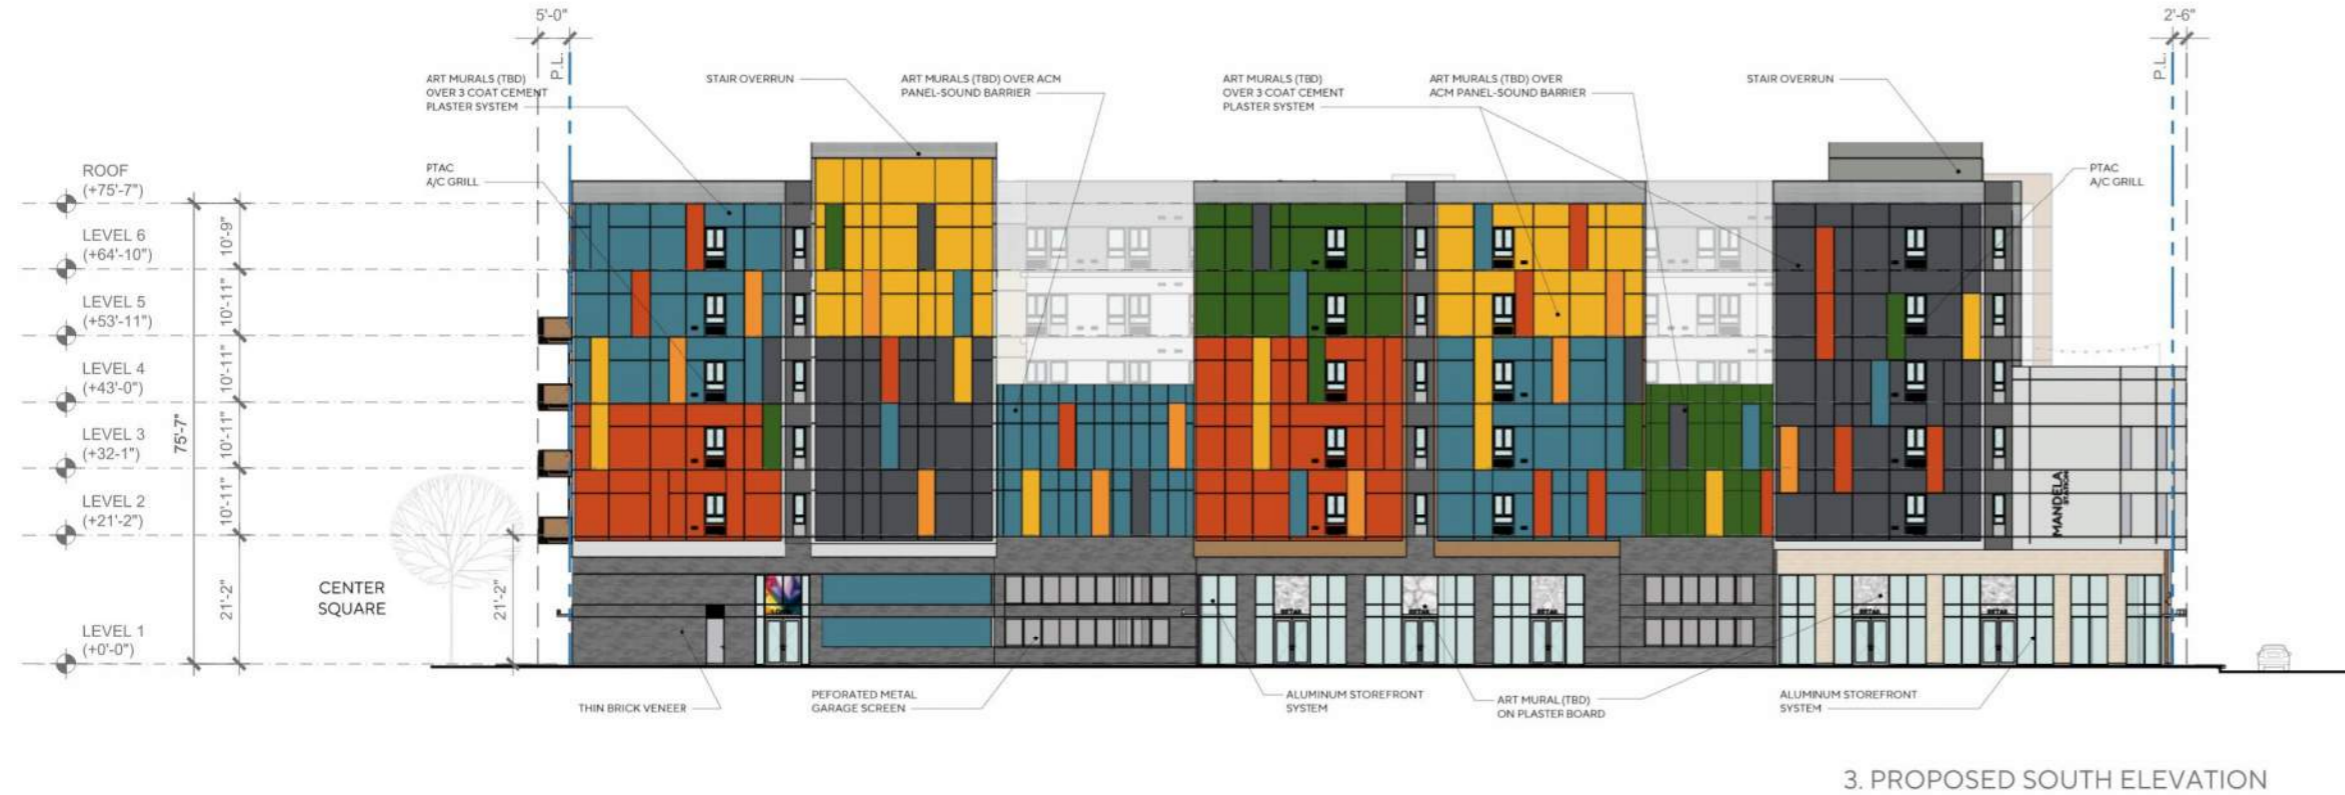 5'-0"
2'-6"
P.L.
P.L.
ART MURALS (TBD)
OVER 3 COAT CEMENT
PLASTER SYSTEM
STAIR OVERRUN
ART MURALS (TBD) OVER ACM
PANEL-SOUND BARRIER
ART MURALS (TBD)
OVER 3 COAT CEMENT
PLASTER SYSTEM
ART MURALS (TBD) OVER
ACM PANEL-SOUND BARRIER
STAIR OVERRUN
PTAC
A/C GRILL
PTAC
A/C GRILL
ROOF
(+75'-7")
LEVEL 6
(+64'-10")
LEVEL 5
(+53'-11")
LEVEL 4
(+43'-0")
LEVEL 3
(+32-1")
LEVEL 2
(+21'-2")
LEVEL 1
(+0'-0")
75'-7"
10'-9"
10'-11"
10'-11"
10'-11"
10'-11"
21'-2"
21'-2"
CENTER
SQUARE
MANDELA
STATION
RETAIL
RETAIL
RETAIL
RETAIL
RETAIL
THIN BRICK VENEER
PEFORATED METAL
GARAGE SCREEN
ALUMINUM STOREFRONT
SYSTEM
ART MURAL (TBD)
ON PLASTER BOARD
ALUMINUM STOREFRONT
SYSTEM
3. PROPOSED SOUTH ELEVATION